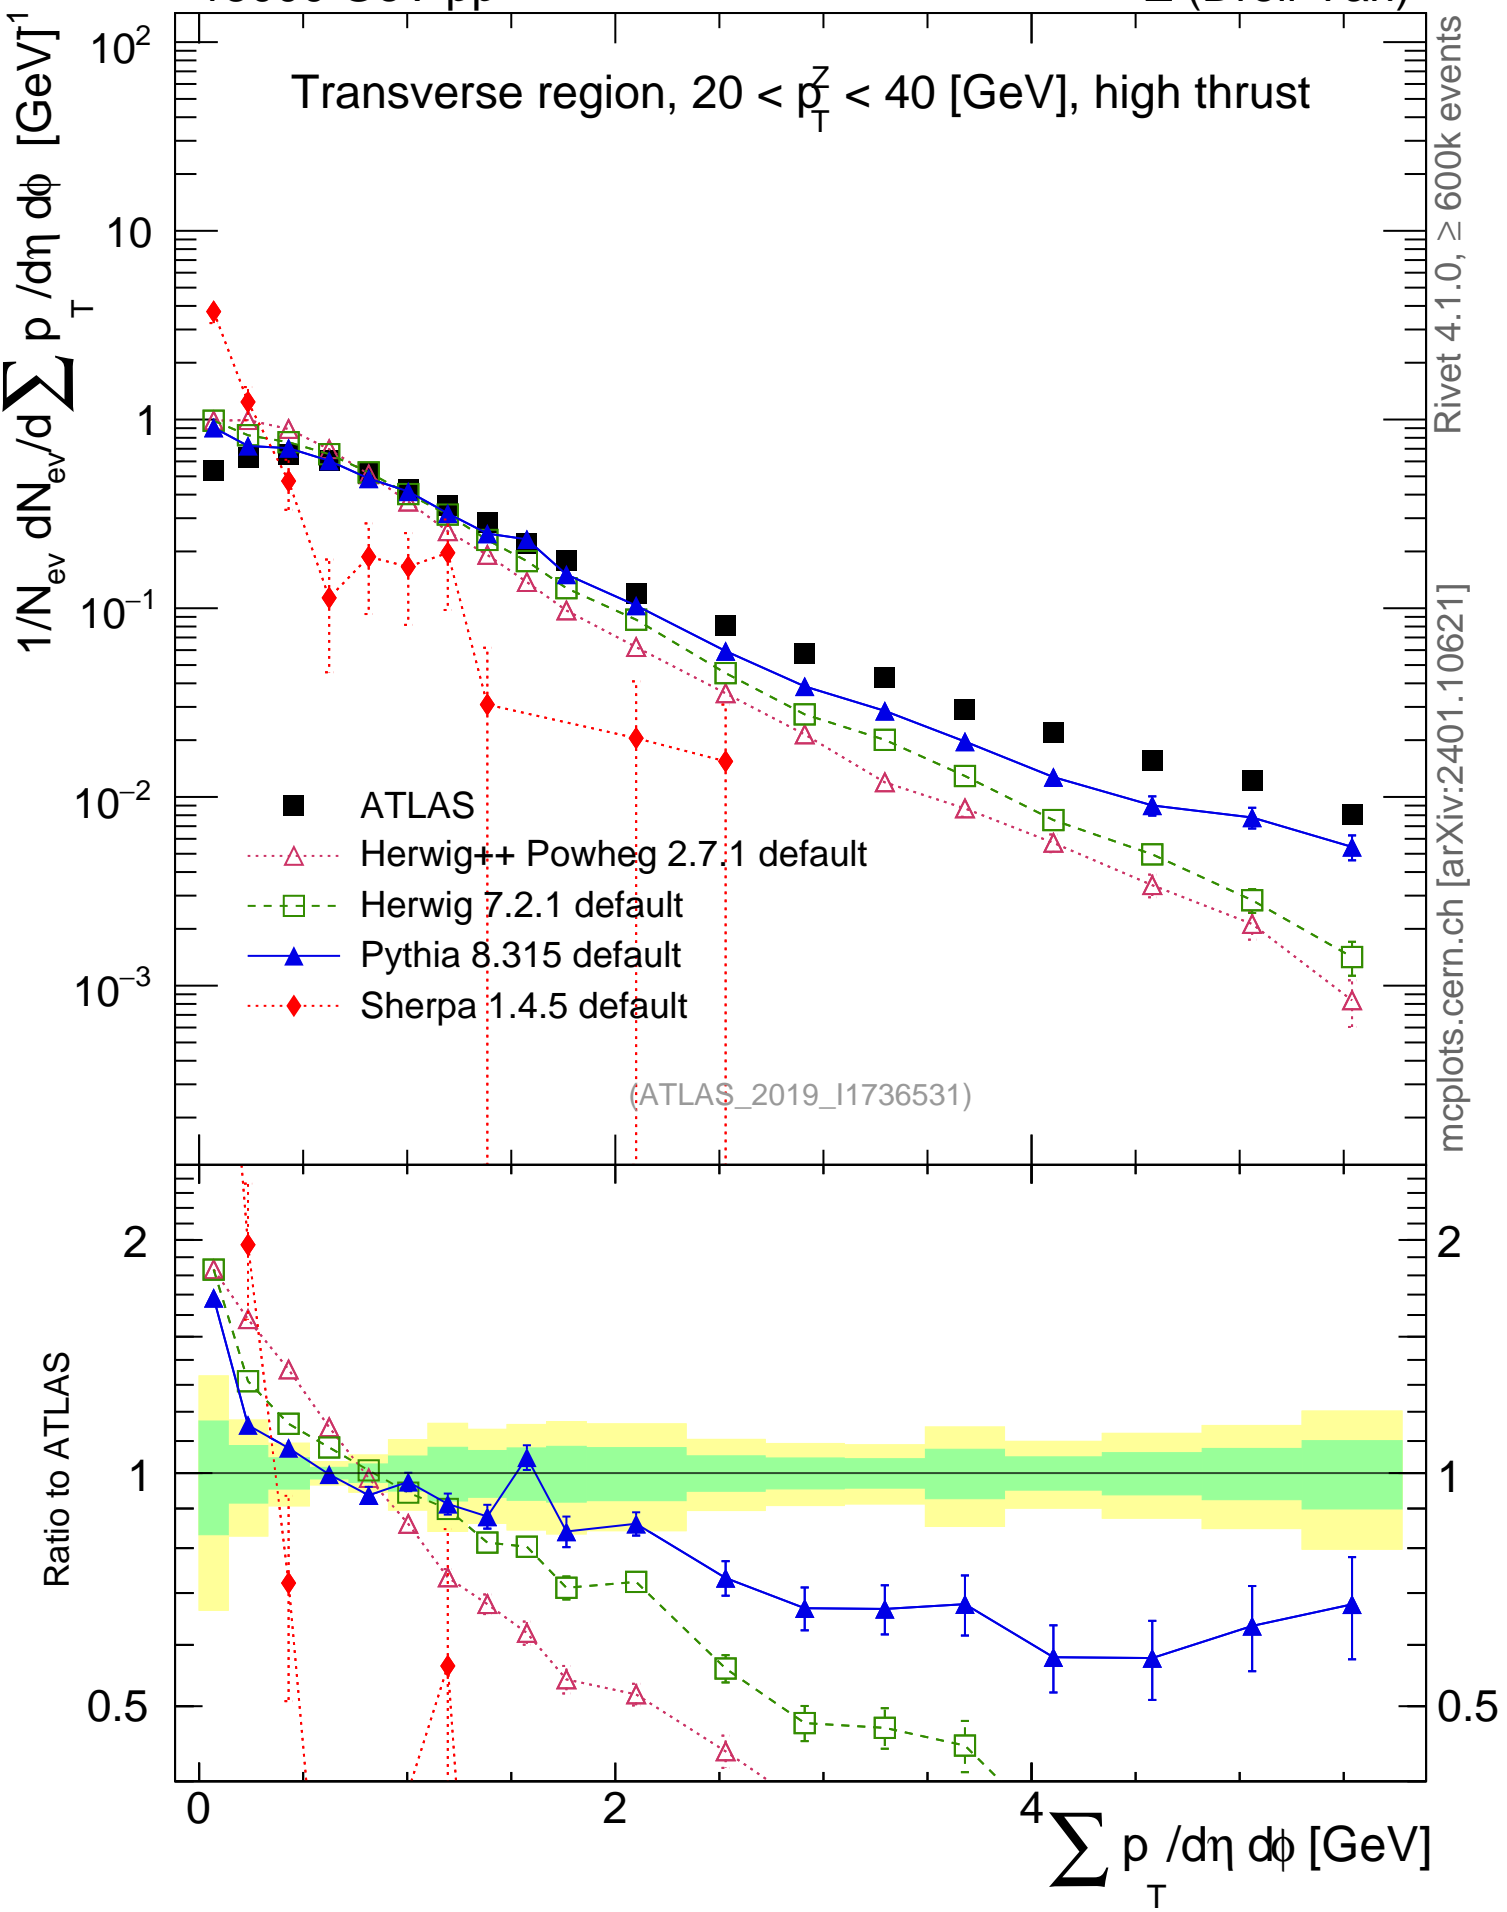 Transverse region, 20 < p_T^Z < 40 [GeV], high thrust
1/N_ev dN_ev/d∑ p_T /dη dφ [GeV]^-1
10^2
10
1
10^−1
10^−2
10^−3
ATLAS
Herwig++ Powheg 2.7.1 default
Herwig 7.2.1 default
Pythia 8.315 default
Sherpa 1.4.5 default
(ATLAS_2019_I1736531)
Rivet 4.1.0, ≥ 600k events
mcplots.cern.ch [arXiv:2401.10621]
Ratio to ATLAS
2
1
0.5
2
1
0.5
0 2 4
∑ p_T /dη dφ [GeV]